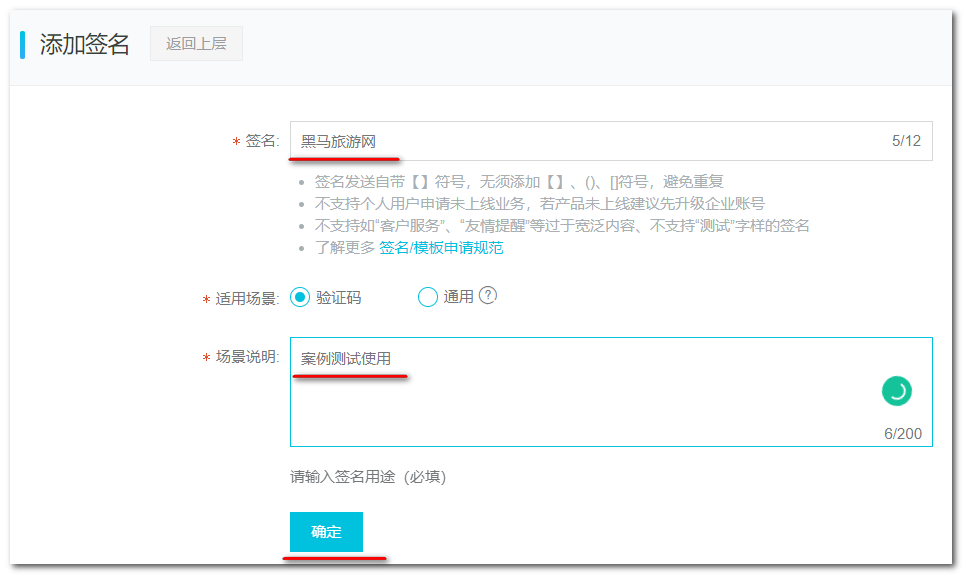 添加签名 返回上层
* 签名: 黑马旅游网 5/12
签名发送自带【】符号，无须添加【】、()、[]符号，避免重复
不支持个人用户申请未上线业务，若产品未上线建议先升级企业账号
不支持如“客户服务”、“友情提醒”等过于宽泛内容、不支持“测试”字样的签名
了解更多 签名/模板申请规范
* 适用场景: 验证码 通用 ?
* 场景说明: 案例测试使用
6/200
请输入签名用途（必填）
确定